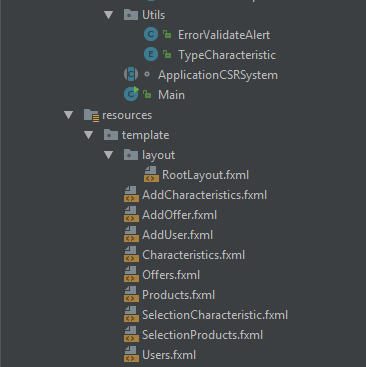 Utils
ErrorValidateAlert
TypeCharacteristic
ApplicationCSRSystem
Main
resources
template
layout
RootLayout.fxml
AddCharacteristics.fxml
AddOffer.fxml
AddUser.fxml
Characteristics.fxml
Offers.fxml
Products.fxml
SelectionCharacteristic.fxml
SelectionProducts.fxml
Users.fxml